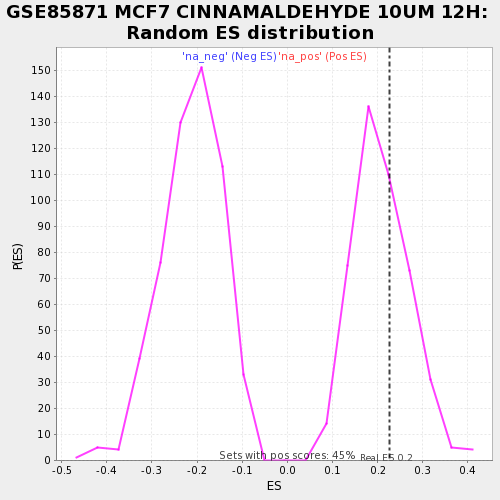 GSE85871 MCF7 CINNAMALDEHYDE 10UM 12H:
Random ES distribution
'na_neg' (Neg ES) 'na_pos' (Pos ES)
150
140
130
120
110
100
90
80
70
60
50
40
30
20
10
0
P(ES)
Sets with pos scores: 45%
Real ES 0.2
-0.5 -0.4 -0.3 -0.2 -0.1 0.0 0.1 0.2 0.3 0.4
ES